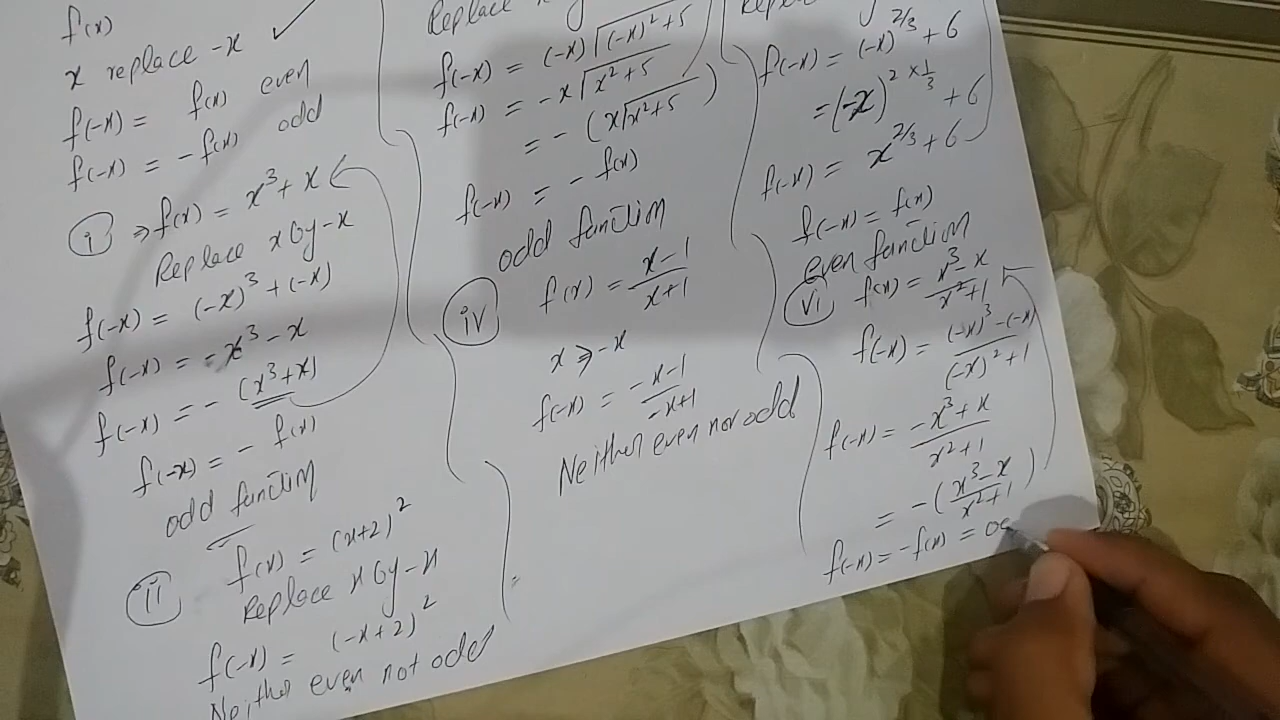 f(x)
x replace -x ✓
f(-x) = f(x) even
f(-x) = -f(x) odd
i ⇒ f(x) = x³ + x
Replace x by -x
f(-x) = (-x)³ + (-x)
f(-x) = -x³ - x
f(-x) = -(x³+x)
f(-x) = - f(x)
odd function
ii f(x) = (x+2)²
Replace x by -x
f(-x) = (-x+2)²
Neither even not odd
Replace
f(-x) = (-x)√((-x)²+5)
f(-x) = -x√(x²+5)
= -(x√(x²+5))
f(-x) = - f(x)
odd function
iv f(x) = (x-1)/(x+1)
x ⇒ -x
f(-x) = (-x-1)/(-x+1)
Neither even nor odd
f(-x) = (-x)^(2/3) + 6
= (-x)^(2×1/3) + 6
f(-x) = x^(2/3) + 6
f(-x) = f(x)
even function
vi f(x) = (x³-x)/(x²+1)
f(-x) = ((-x)³-(-x))/((-x)²+1)
f(-x) = (-x³+x)/(x²+1)
= -((x³-x)/(x²+1))
f(-x) = -f(x) = od